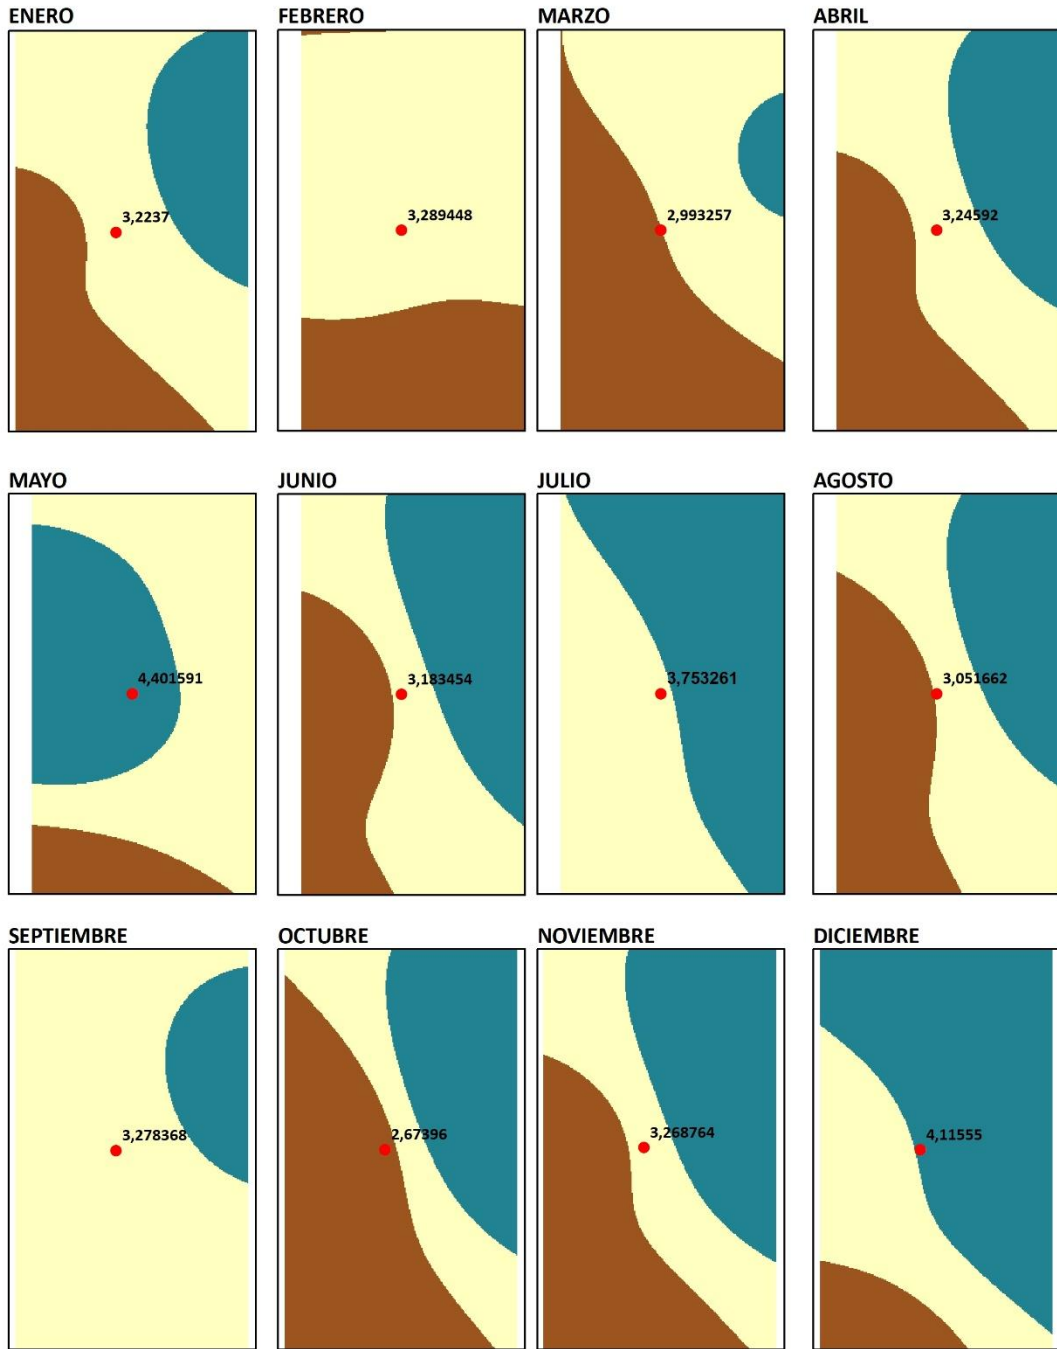 ENERO
FEBRERO
MARZO
ABRIL
3,2237
3,289448
2,993257
3,24592
MAYO
JUNIO
JULIO
AGOSTO
4,401591
3,183454
3,753261
3,051662
SEPTIEMBRE
OCTUBRE
NOVIEMBRE
DICIEMBRE
3,278368
2,67396
3,268764
4,11555